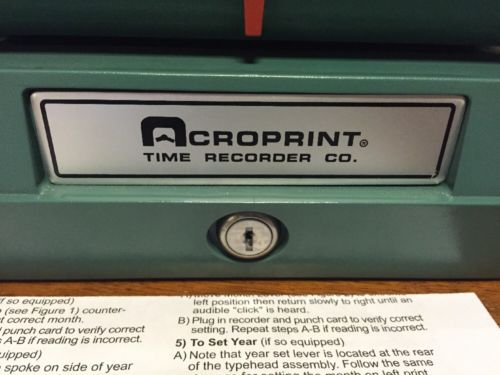 ACROPRINT®
TIME RECORDER CO.
if so equipped)
(see Figure 1) counter-
correct month.
punch card to verify correct
A-B if reading is incorrect.
uipped)
spoke on side of year
left position then return slowly to right until an
audible "click" is heard.
B) Plug in recorder and punch card to verify correct
setting. Repeat steps A-B if reading is incorrect.
5) To Set Year (if so equipped)
A) Note that year set lever is located at the rear
of the typehead assembly. Follow the same